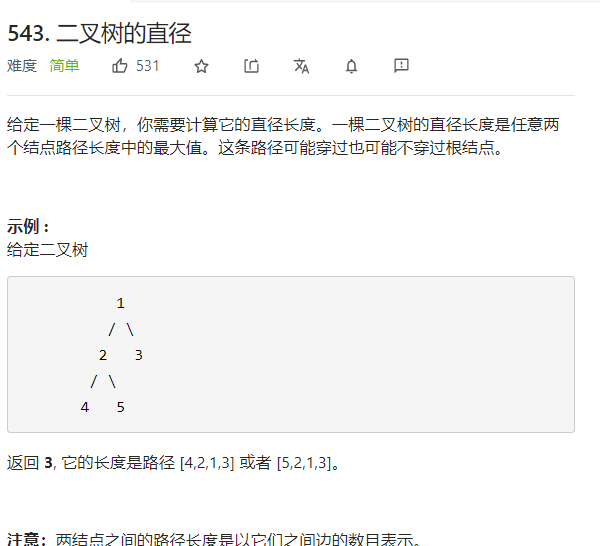 543. 二叉树的直径
难度 简单 531
给定一棵二叉树，你需要计算它的直径长度。一棵二叉树的直径长度是任意两
个结点路径长度中的最大值。这条路径可能穿过也可能不穿过根结点。
示例 :
给定二叉树
1
/ \
2 3
/ \
4 5
返回 3, 它的长度是路径 [4,2,1,3] 或者 [5,2,1,3]。
注意：两结点之间的路径长度是以它们之间边的数目表示。